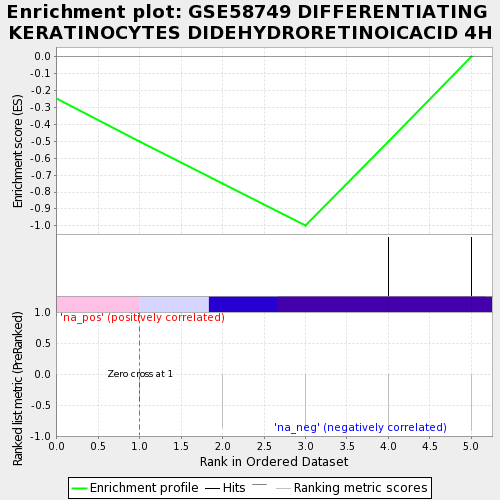 Enrichment plot: GSE58749 DIFFERENTIATING
KERATINOCYTES DIDEHYDRORETINOICACID 4H
Enrichment score (ES)
0.0
-0.1
-0.2
-0.3
-0.4
-0.5
-0.6
-0.7
-0.8
-0.9
-1.0
Ranked list metric (PreRanked)
1.0
0.5
0.0
-0.5
-1.0
'na_pos' (positively correlated)
Zero cross at 1
'na_neg' (negatively correlated)
0.0 0.5 1.0 1.5 2.0 2.5 3.0 3.5 4.0 4.5 5.0
Rank in Ordered Dataset
Enrichment profile Hits Ranking metric scores